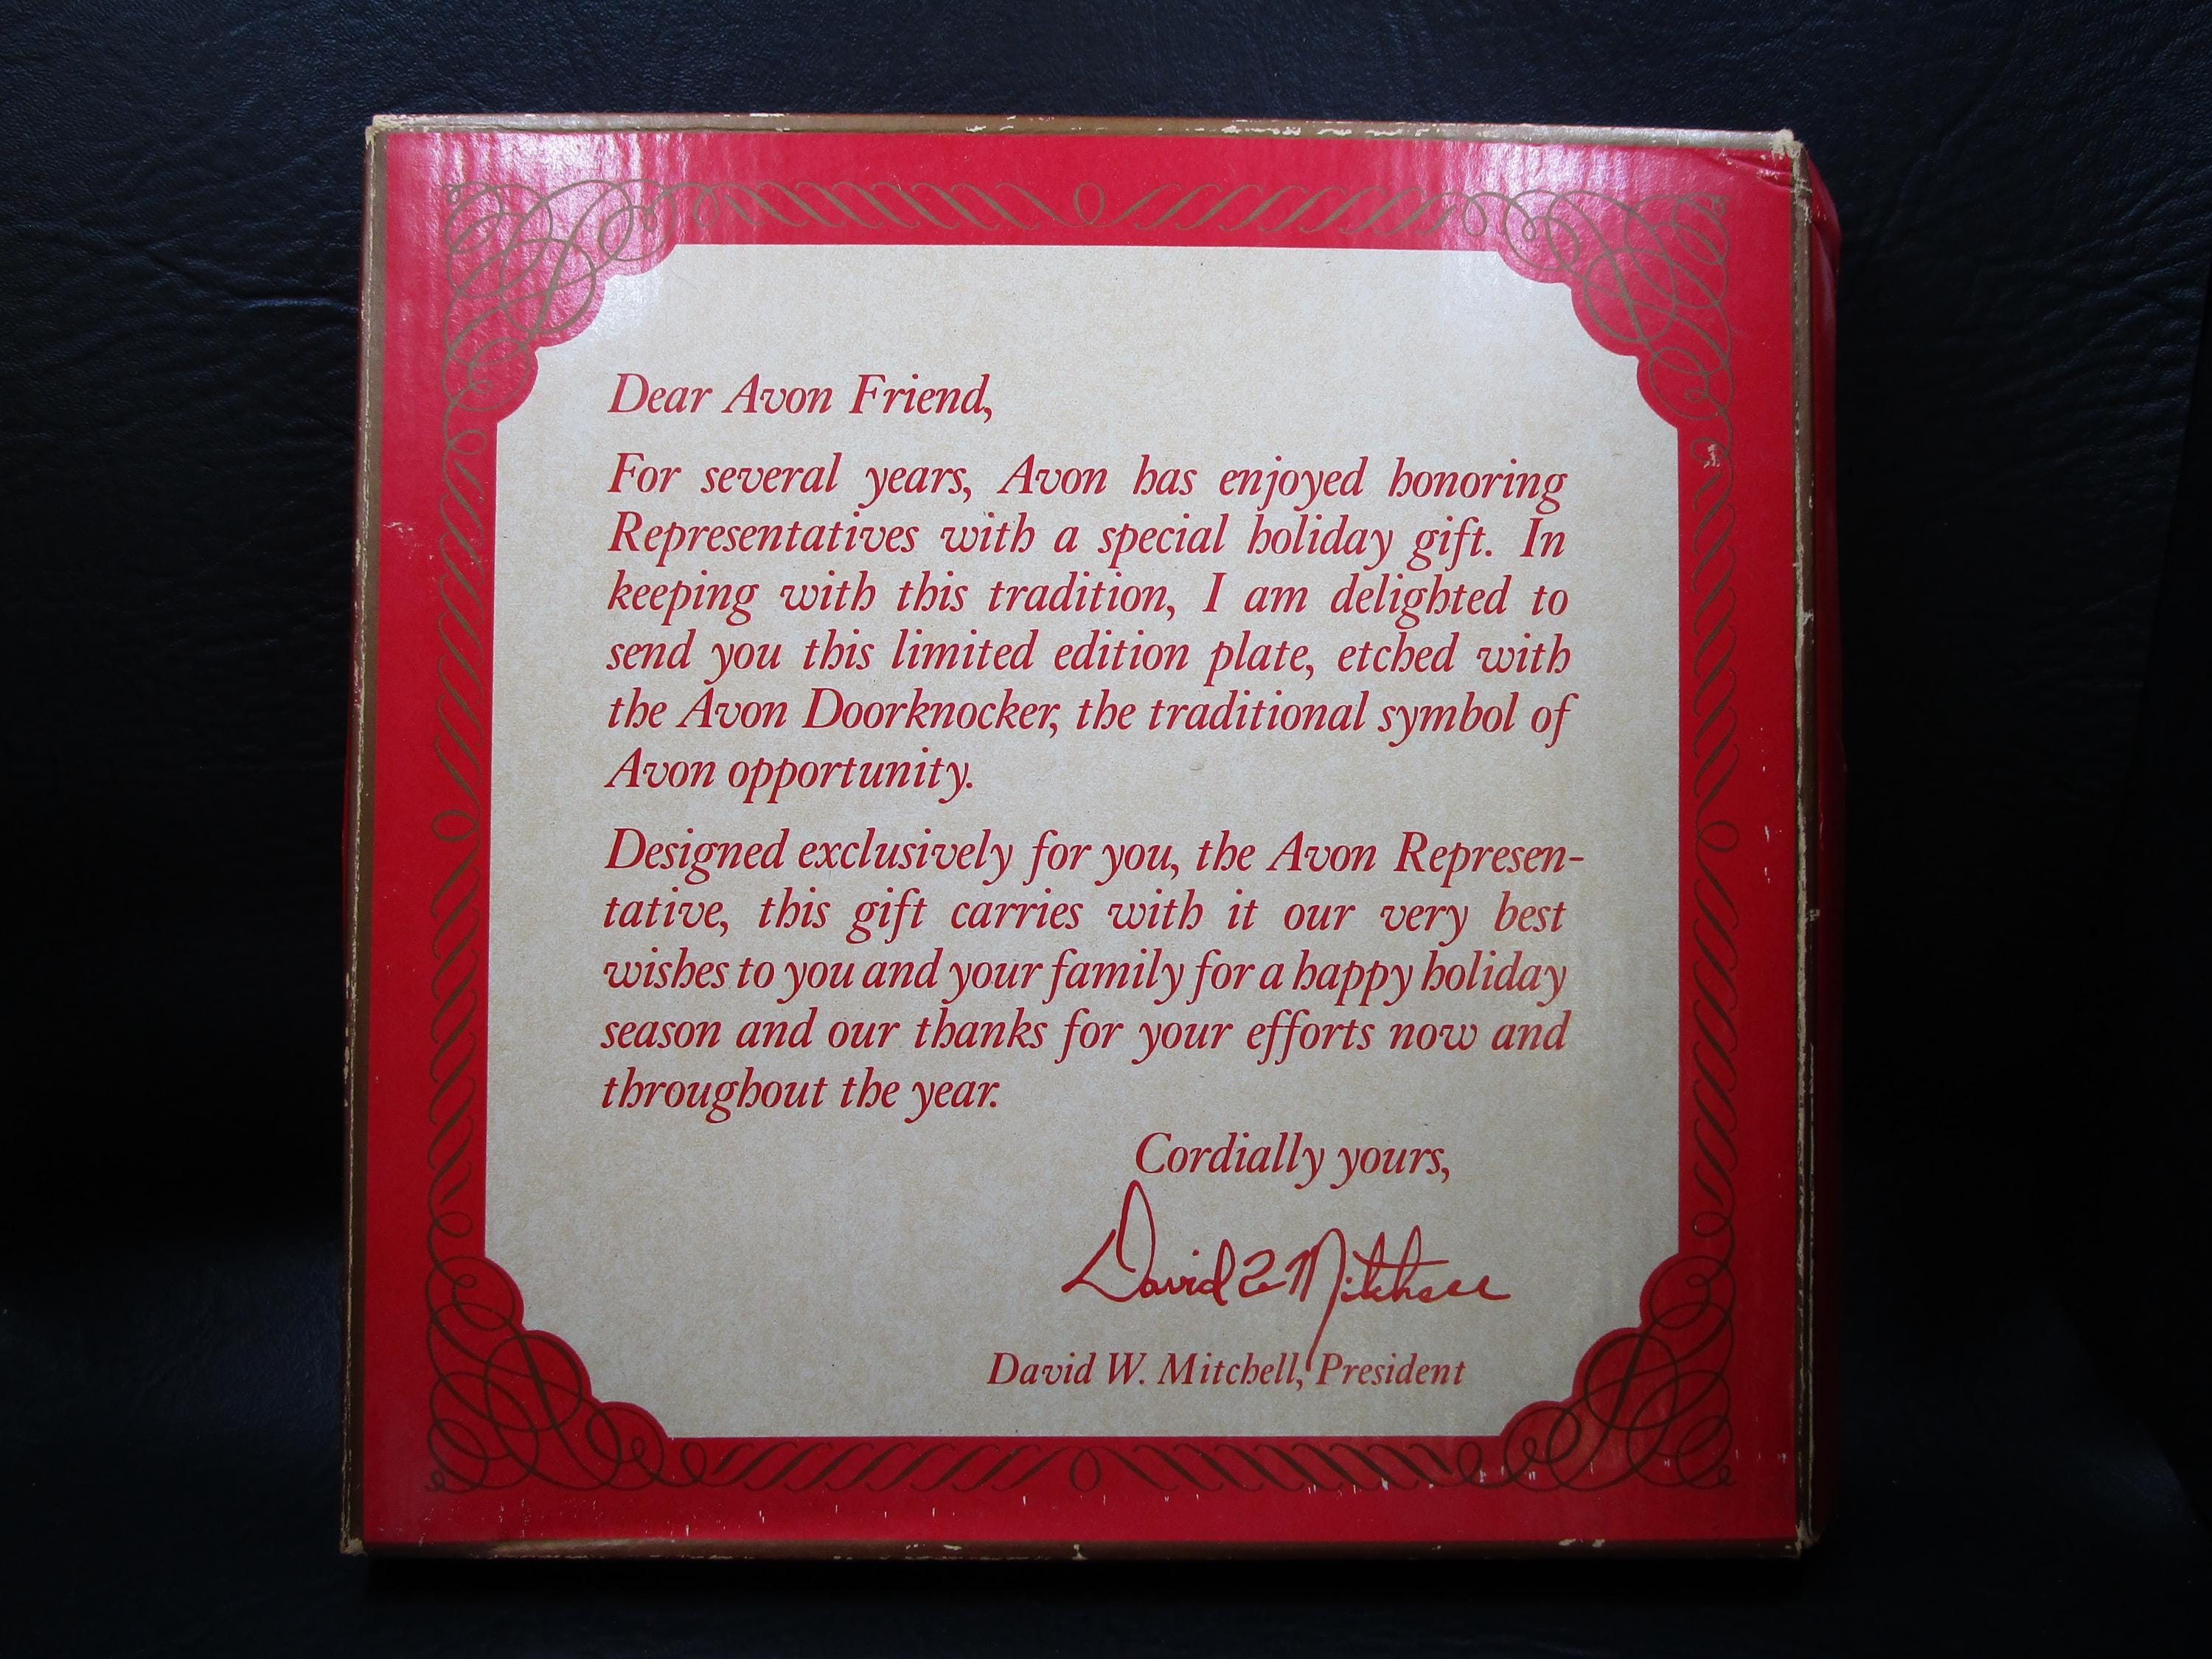 Dear Avon Friend,
For several years, Avon has enjoyed honoring
Representatives with a special holiday gift. In
keeping with this tradition, I am delighted to
send you this limited edition plate, etched with
the Avon Doorknocker, the traditional symbol of
Avon opportunity.
Designed exclusively for you, the Avon Represen-
tative, this gift carries with it our very best
wishes to you and your family for a happy holiday
season and our thanks for your efforts now and
throughout the year.
Cordially yours,
David W Mitchell
David W. Mitchell, President